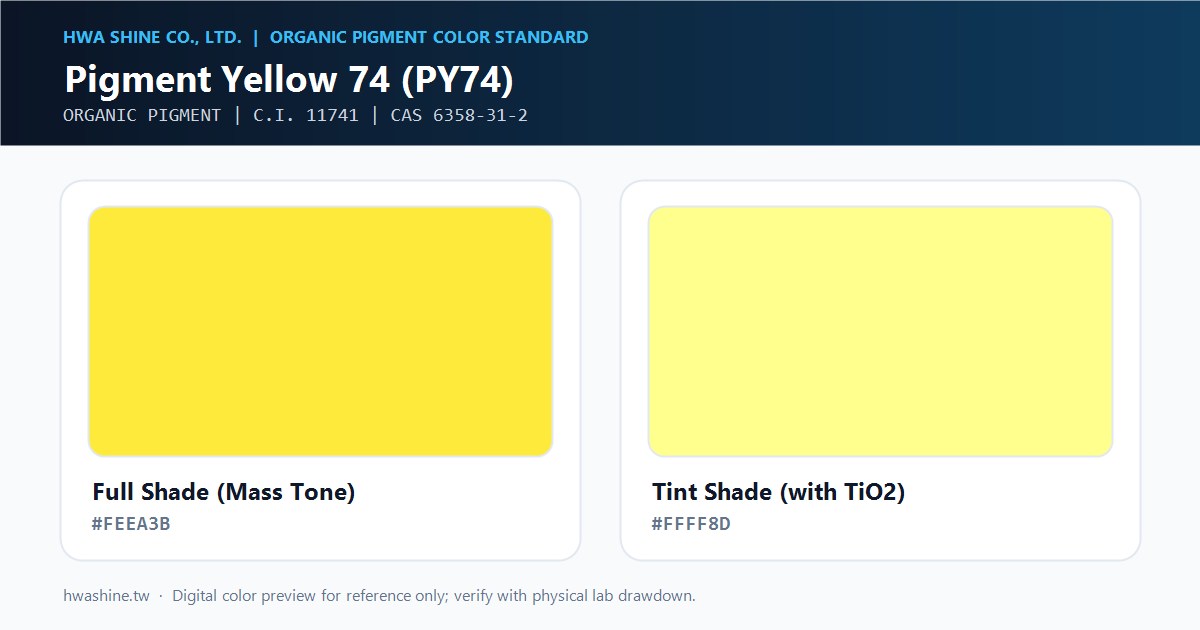 HWA SHINE CO., LTD. | ORGANIC PIGMENT COLOR STANDARD
Pigment Yellow 74 (PY74)
ORGANIC PIGMENT | C.I. 11741 | CAS 6358-31-2
Full Shade (Mass Tone)
#FEEA3B
Tint Shade (with TiO2)
#FFFF8D
hwashine.tw · Digital color preview for reference only; verify with physical lab drawdown.